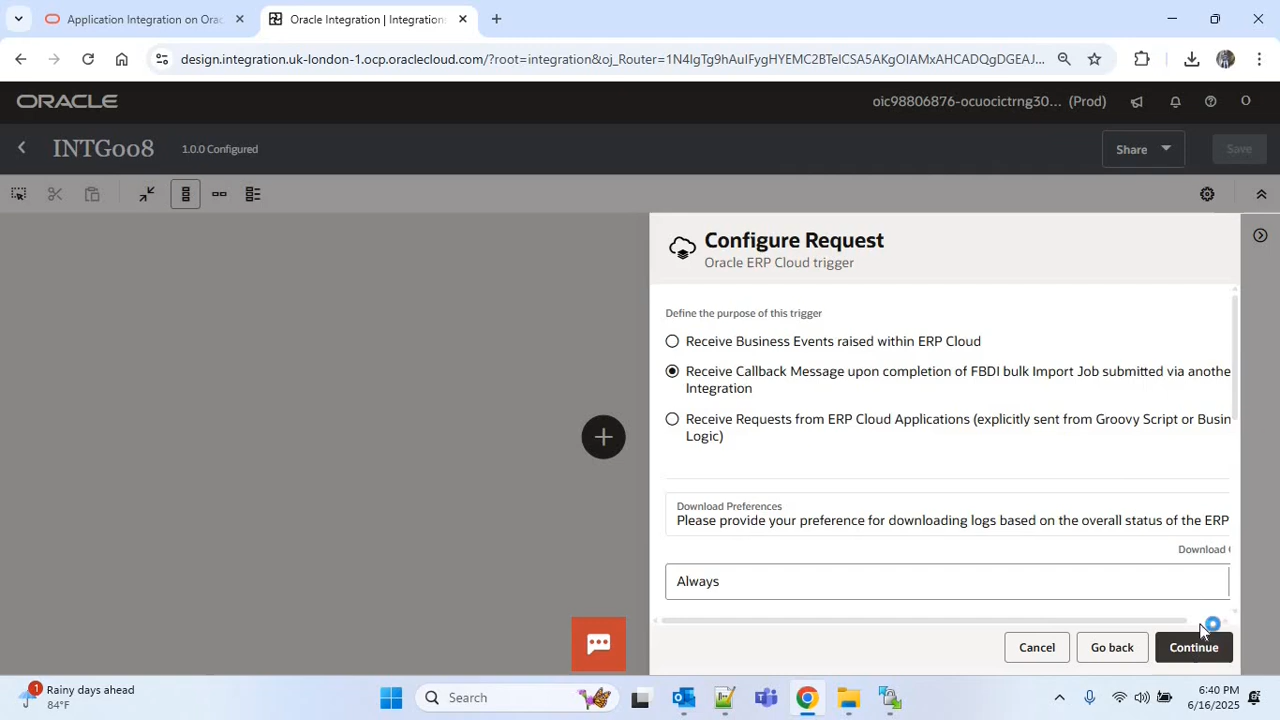 Application Integration on Orac
Oracle Integration | Integration
design.integration.uk-london-1.ocp.oraclecloud.com/?root=integration&oj_Router=1N4IgTg9hAuIFygHYEMC2BTeICSA5AKgOIAMxAHCADQgDGEAJ...
ORACLE
oic98806876-ocuocictrng30... (Prod)
O
INTG008
1.0.0 Configured
Share
Save
Configure Request
Oracle ERP Cloud trigger
Define the purpose of this trigger
Receive Business Events raised within ERP Cloud
Receive Callback Message upon completion of FBDI bulk Import Job submitted via anothe
Integration
Receive Requests from ERP Cloud Applications (explicitly sent from Groovy Script or Busin
Logic)
Download Preferences
Please provide your preference for downloading logs based on the overall status of the ERP
Download
Always
Cancel
Go back
Continue
1
Rainy days ahead
84°F
Search
6:40 PM
6/16/2025